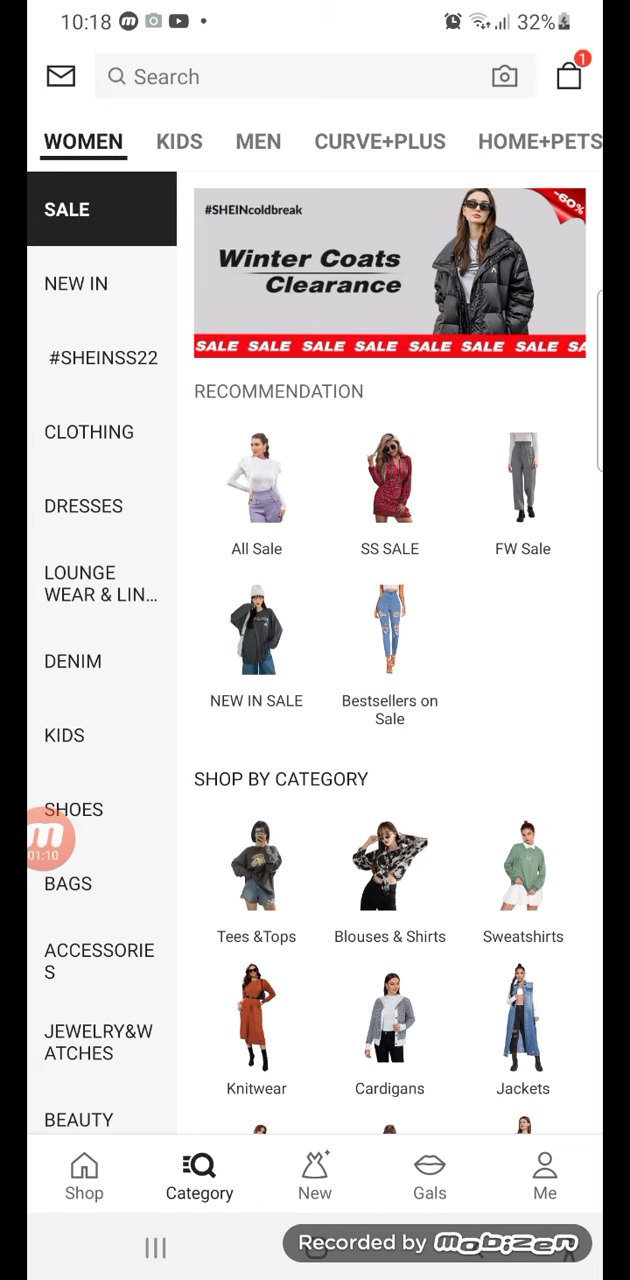 10:18
32%
Search
1
WOMEN KIDS MEN CURVE+PLUS HOME+PETS
SALE
NEW IN
#SHEINSS22
CLOTHING
DRESSES
LOUNGE
WEAR & LIN...
DENIM
KIDS
SHOES
01:10
BAGS
ACCESSORIE
S
JEWELRY&W
ATCHES
BEAUTY
#SHEINcoldbreak
-60%
Winter Coats
Clearance
SALE SALE SALE SALE SALE SALE SALE SA
RECOMMENDATION
All Sale SS SALE FW Sale
NEW IN SALE Bestsellers on
Sale
SHOP BY CATEGORY
Tees &Tops Blouses & Shirts Sweatshirts
Knitwear Cardigans Jackets
Shop Category New Gals Me
Recorded by mobizen